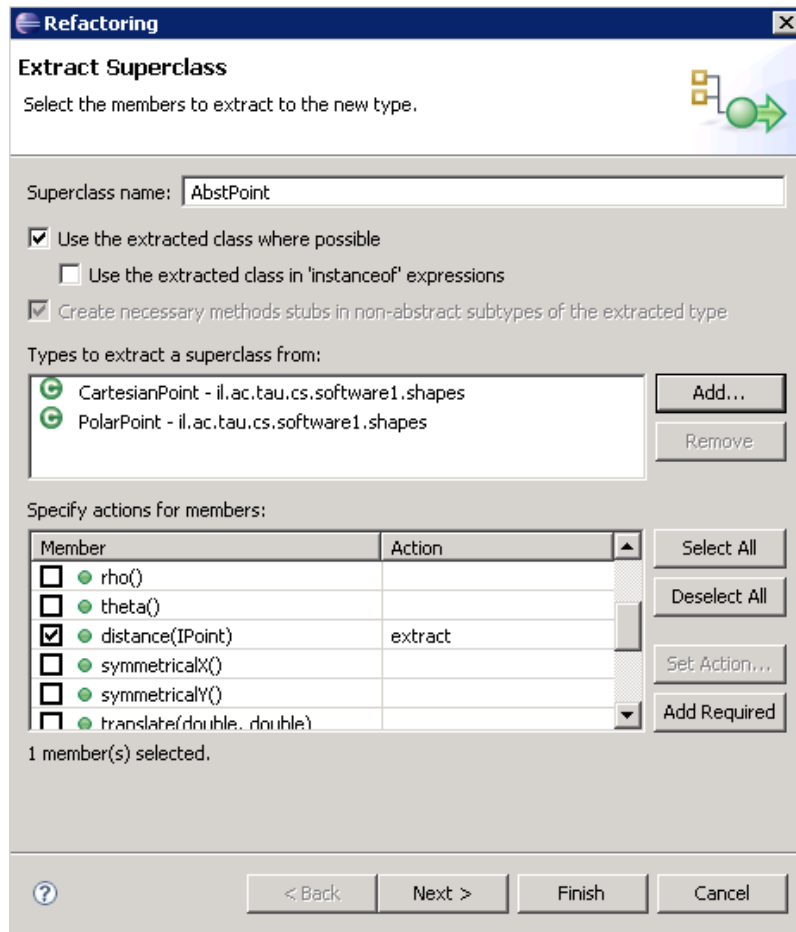 Refactoring
Extract Superclass
Select the members to extract to the new type.
Superclass name: AbstPoint
Use the extracted class where possible
Use the extracted class in 'instanceof' expressions
Create necessary methods stubs in non-abstract subtypes of the extracted type
Types to extract a superclass from:
CartesianPoint - il.ac.tau.cs.software1.shapes
PolarPoint - il.ac.tau.cs.software1.shapes
Add...
Remove
Specify actions for members:
Member Action
rho()
theta()
distance(IPoint) extract
symmetricalX()
symmetricalY()
translate(double, double)
Select All
Deselect All
Set Action...
Add Required
1 member(s) selected.
? < Back Next > Finish Cancel